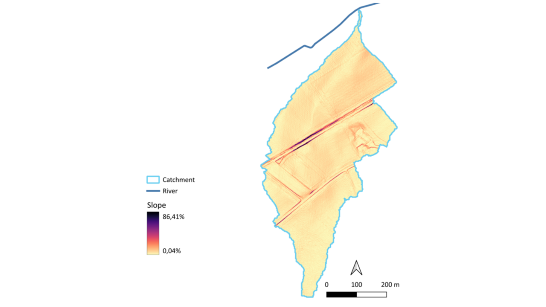 Catchment
River
Slope
86,41%
0,04%
0 100 200 m